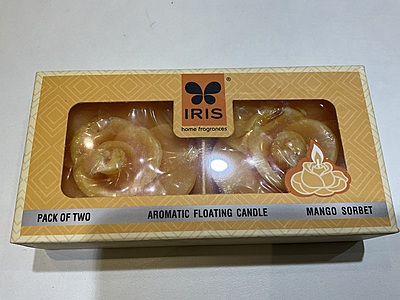 ®
IRIS
home fragrances
PACK OF TWO AROMATIC FLOATING CANDLE MANGO SORBET